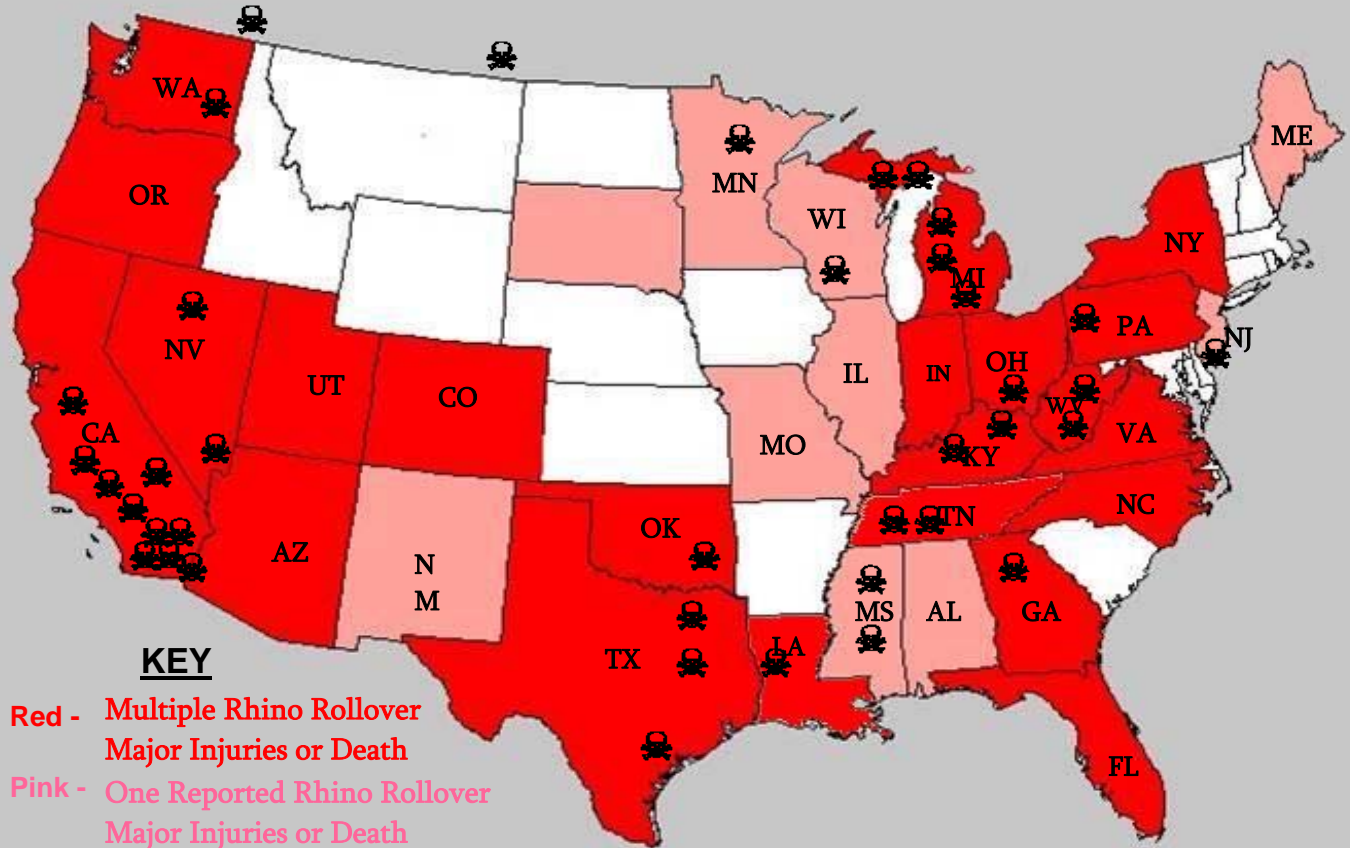 WA
ME
MN
OR
WI
NY
MI
PA
NJ
NV
OH
UT
IL
IN
CO
WV
CA
VA
MO
KY
NC
OK
TN
AZ
N
M
MS
AL
GA
LA
TX
KEY
Red - Multiple Rhino Rollover
Major Injuries or Death
FL
Pink - One Reported Rhino Rollover
Major Injuries or Death